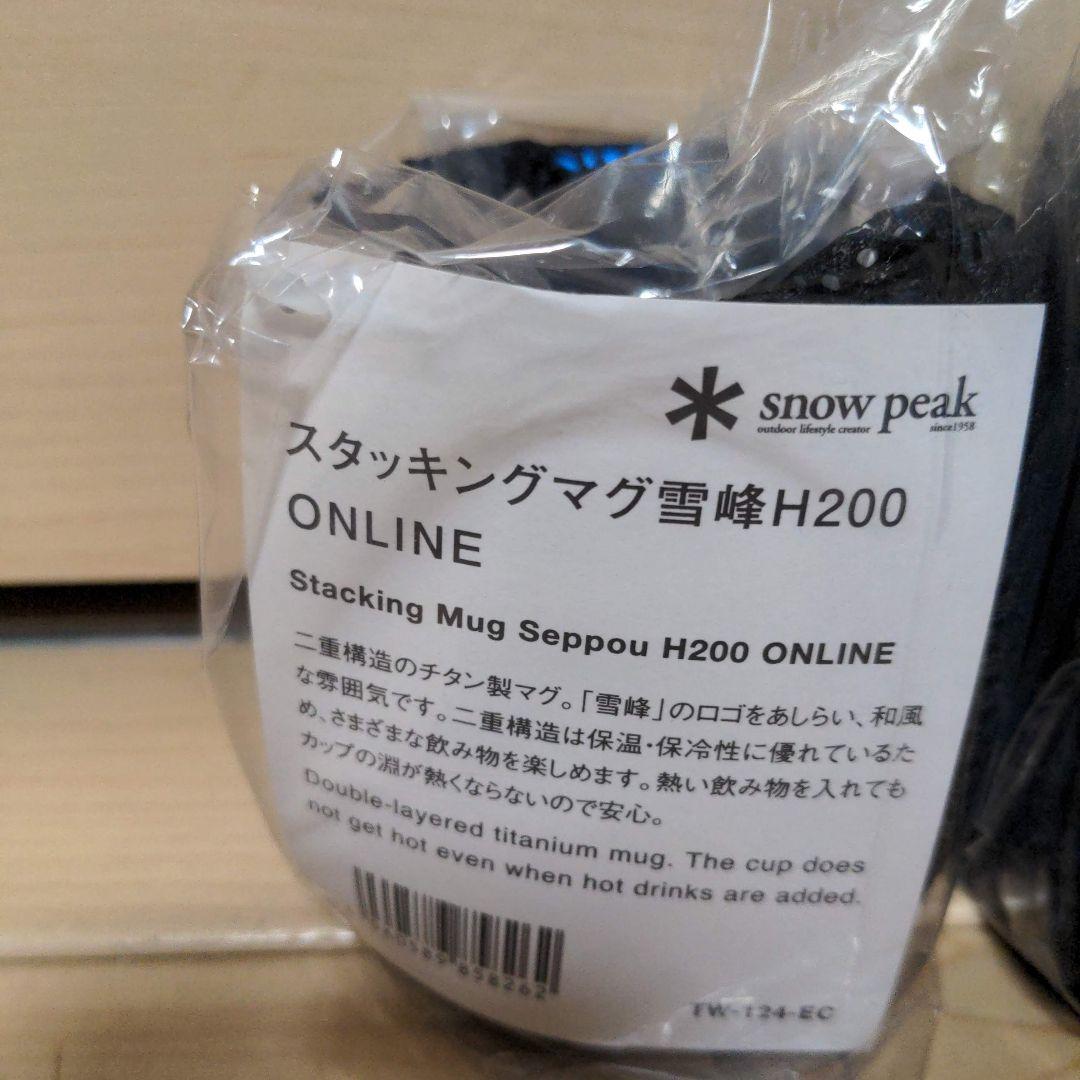 snow peak
outdoor lifestyle creator
since1958
スタッキングマグ雪峰H200
ONLINE
Stacking Mug Seppou H200 ONLINE
二重構造のチタン製マグ。「雪峰」のロゴをあしらい、和風
な雰囲気です。二重構造は保温・保冷性に優れているた
め、さまざまな飲み物を楽しめます。熱い飲み物を入れても
カップの淵が熱くならないので安心。
Double-layered titanium mug. The cup does
not get hot even when hot drinks are added.
TW-124-EC